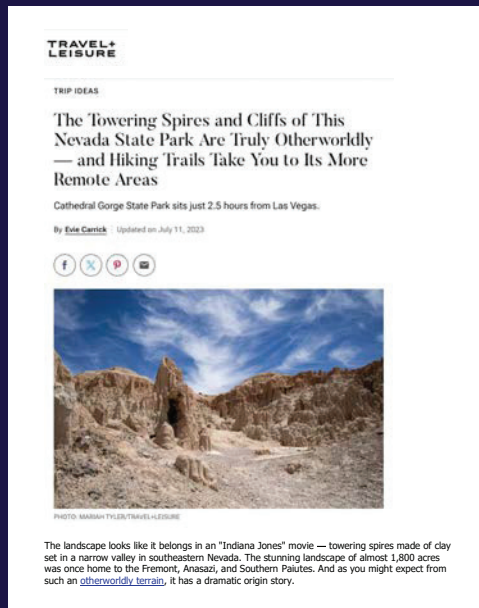 TRAVEL+
LEISURE
TRIP IDEAS
The Towering Spires and Cliffs of This
Nevada State Park Are Truly Otherworldly
— and Hiking Trails Take You to Its More
Remote Areas
Cathedral Gorge State Park sits just 2.5 hours from Las Vegas.
By Evie Carrick | Updated on July 11, 2023
PHOTO: MARIAH TYLER/TRAVEL+LEISURE
The landscape looks like it belongs in an "Indiana Jones" movie — towering spires made of clay
set in a narrow valley in southeastern Nevada. The stunning landscape of almost 1,800 acres
was once home to the Fremont, Anasazi, and Southern Paiutes. And as you might expect from
such an otherworldly terrain, it has a dramatic origin story.